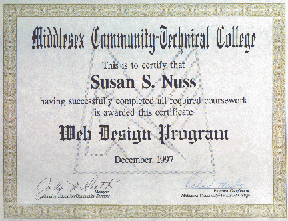 Middlesex Community-Technical College
This is to certify that
Susan S. Nuss
having successfully completed all required coursework
is awarded this certificate
Web Design Program
December, 1997